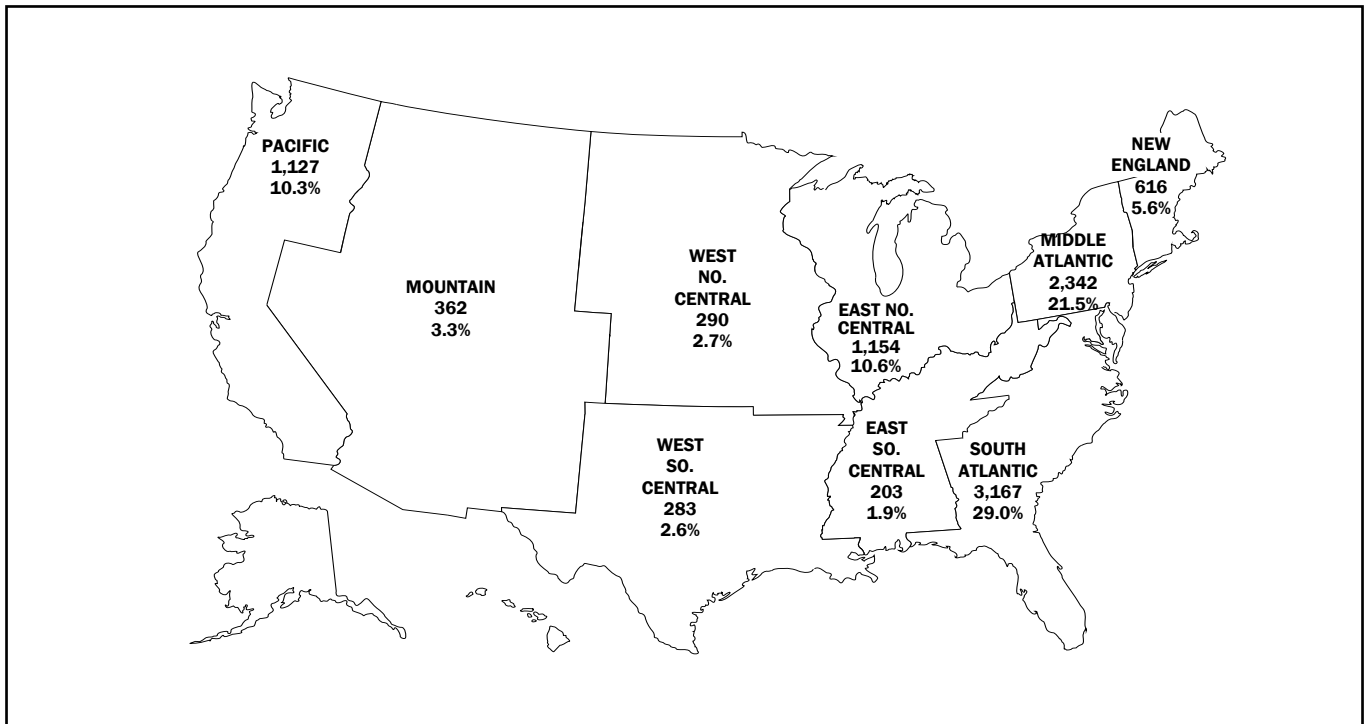 PACIFIC
1,127
10.3%
MOUNTAIN
362
3.3%
WEST
NO.
CENTRAL
290
2.7%
WEST
SO.
CENTRAL
283
2.6%
EAST NO.
CENTRAL
1,154
10.6%
EAST
SO.
CENTRAL
203
1.9%
SOUTH
ATLANTIC
3,167
29.0%
MIDDLE
ATLANTIC
2,342
21.5%
NEW
ENGLAND
616
5.6%